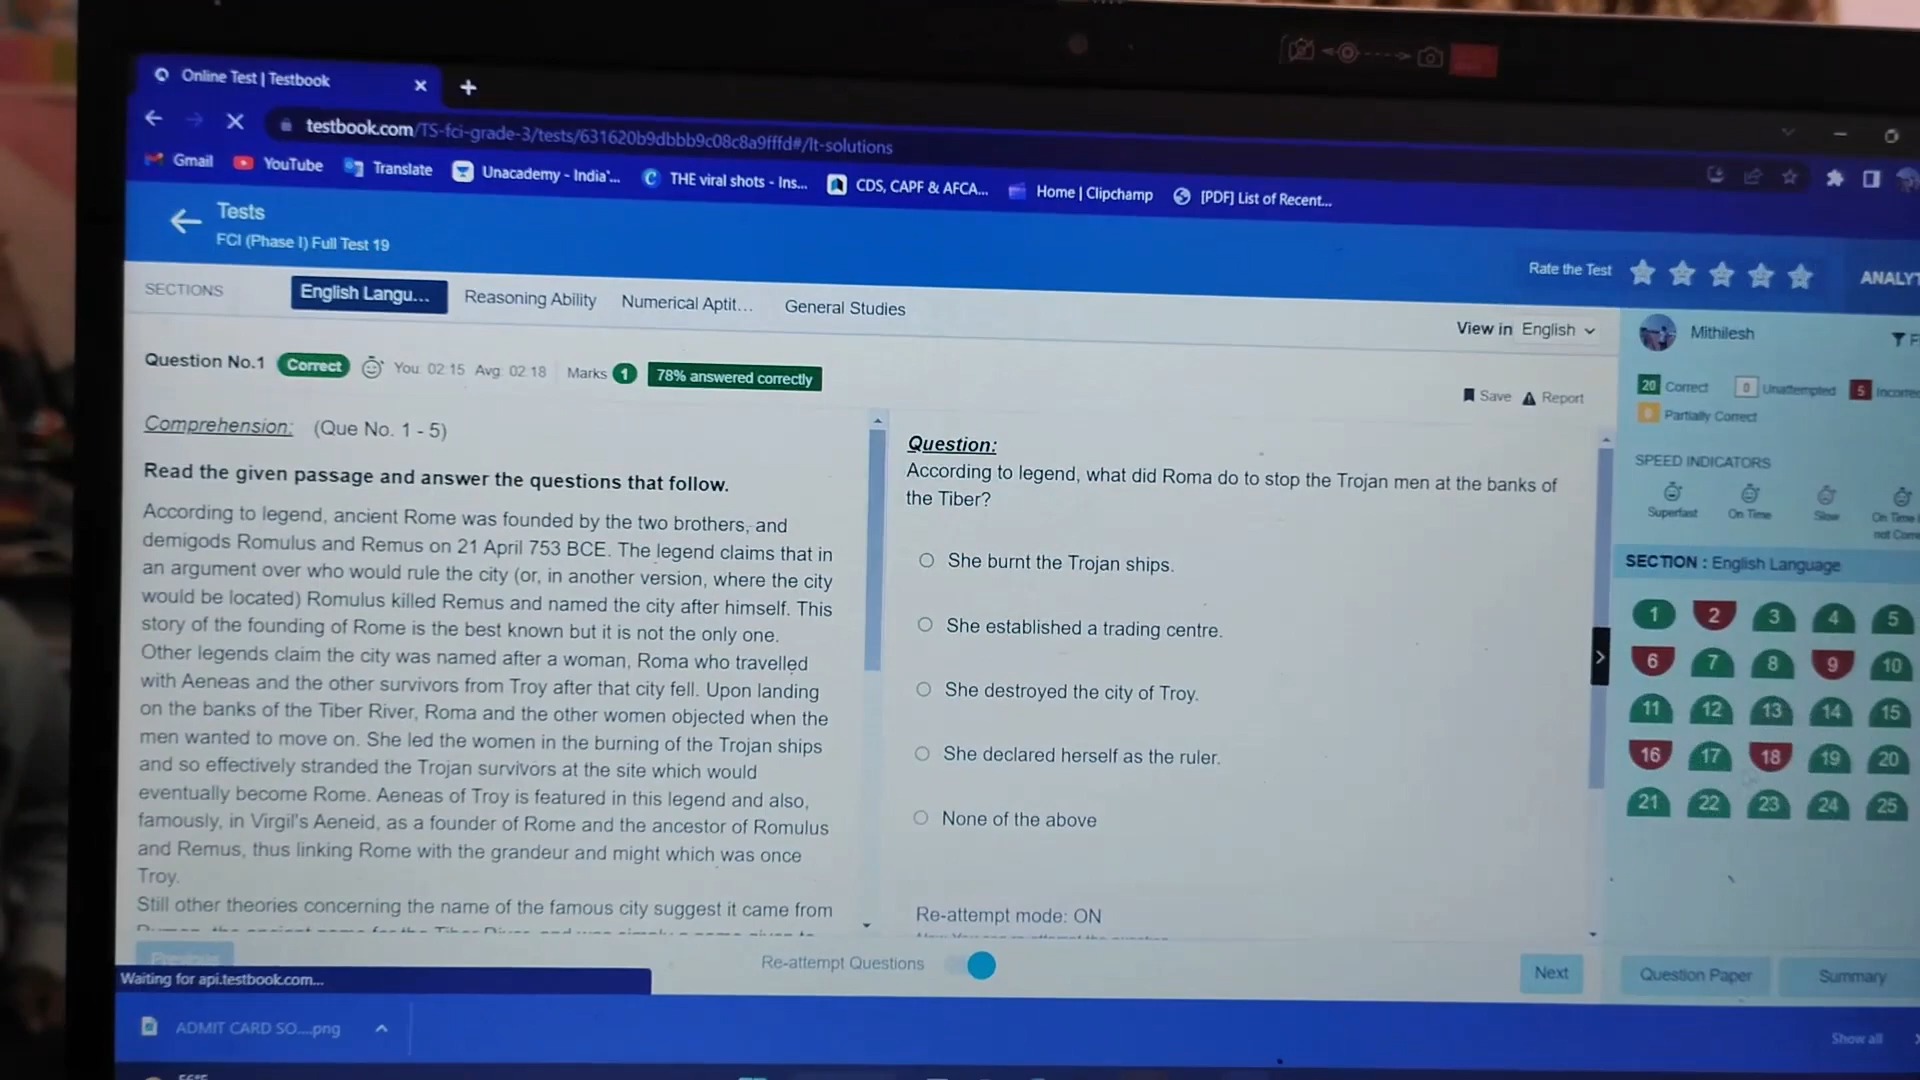 Online Test | Testbook
testbook.com/TS-fci-grade-3/tests/631620b9dbbb9c08c8a9fffd#/lt-solutions
Gmail YouTube Translate Unacademy - India'... THE viral shots - Ins... CDS, CAPF & AFCA... Home | Clipchamp [PDF] List of Recent...
Tests
FCI (Phase I) Full Test 19
Rate the Test
ANALYT
SECTIONS English Langu... Reasoning Ability Numerical Aptit... General Studies
View in English
Question No.1 Correct You 02:15 Avg: 02:18 Marks 1 78% answered correctly
Save Report
Comprehension: (Que No. 1 - 5)
Read the given passage and answer the questions that follow.
According to legend, ancient Rome was founded by the two brothers, and
demigods Romulus and Remus on 21 April 753 BCE. The legend claims that in
an argument over who would rule the city (or, in another version, where the city
would be located) Romulus killed Remus and named the city after himself. This
story of the founding of Rome is the best known but it is not the only one.
Other legends claim the city was named after a woman, Roma who travelled
with Aeneas and the other survivors from Troy after that city fell. Upon landing
on the banks of the Tiber River, Roma and the other women objected when the
men wanted to move on. She led the women in the burning of the Trojan ships
and so effectively stranded the Trojan survivors at the site which would
eventually become Rome. Aeneas of Troy is featured in this legend and also,
famously, in Virgil's Aeneid, as a founder of Rome and the ancestor of Romulus
and Remus, thus linking Rome with the grandeur and might which was once
Troy.
Still other theories concerning the name of the famous city suggest it came from
Question:
According to legend, what did Roma do to stop the Trojan men at the banks of
the Tiber?
She burnt the Trojan ships.
She established a trading centre.
She destroyed the city of Troy.
She declared herself as the ruler.
None of the above
Re-attempt mode: ON
Mithilesh
20 Correct 0 Unattempted 5 Incorrec
0 Partially Correct
SPEED INDICATORS
Superfast On Time Slow On Time
not Corr
SECTION : English Language
1 2 3 4 5
6 7 8 9 10
11 12 13 14 15
16 17 18 19 20
21 22 23 24 25
Previous
Re-attempt Questions
Next
Question Paper
Summary
Waiting for api.testbook.com...
ADMIT CARD SO....png
Show all